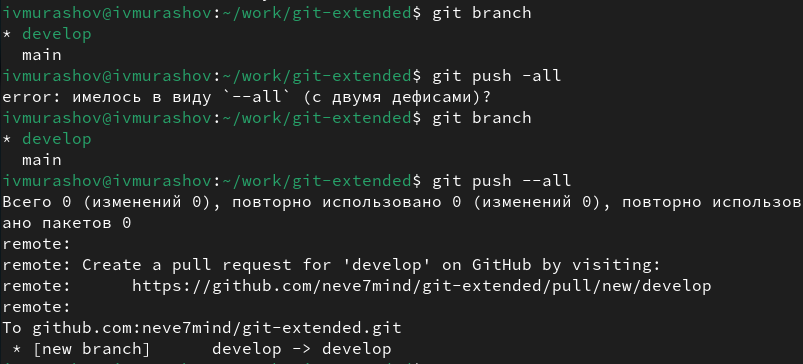 ivmurashov@ivmurashov:~/work/git-extended$ git branch
* develop
  main
ivmurashov@ivmurashov:~/work/git-extended$ git push -all
error: имелось в виду `--all` (с двумя дефисами)?
ivmurashov@ivmurashov:~/work/git-extended$ git branch
* develop
  main
ivmurashov@ivmurashov:~/work/git-extended$ git push --all
Всего 0 (изменений 0), повторно использовано 0 (изменений 0), повторно использов
ано пакетов 0
remote:
remote: Create a pull request for 'develop' on GitHub by visiting:
remote:      https://github.com/neve7mind/git-extended/pull/new/develop
remote:
To github.com:neve7mind/git-extended.git
 * [new branch]      develop -> develop